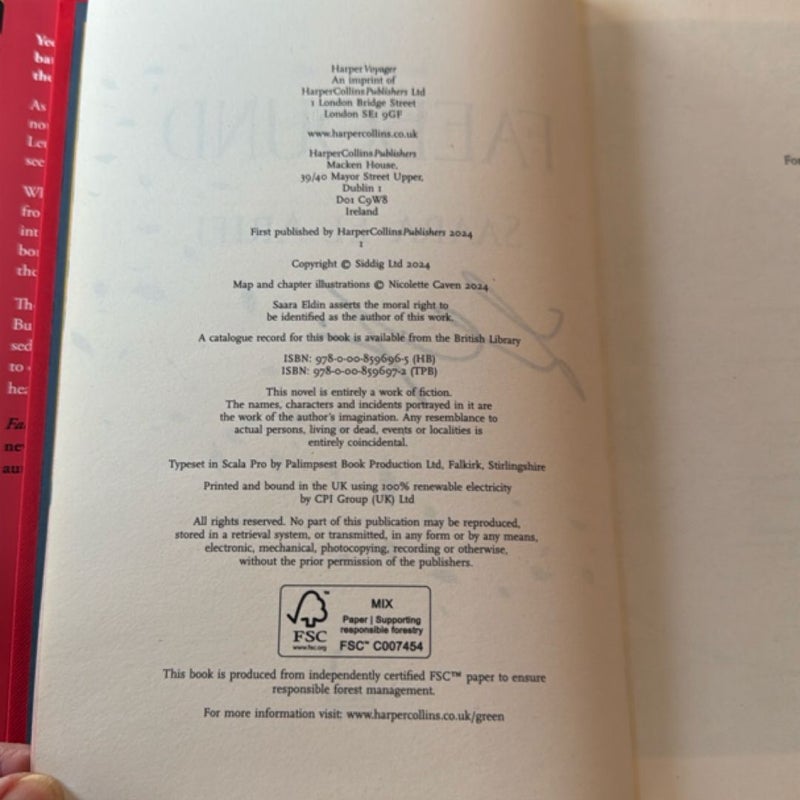 Harper Voyager
An imprint of
HarperCollinsPublishers Ltd
1 London Bridge Street
London SE1 9GF
www.harpercollins.co.uk
HarperCollinsPublishers
Macken House,
39/40 Mayor Street Upper,
Dublin 1
D01 C9W8
Ireland
First published by HarperCollinsPublishers 2024
1
Copyright © Siddig Ltd 2024
Map and chapter illustrations © Nicolette Caven 2024
Saara Eldin asserts the moral right to
be identified as the author of this work.
A catalogue record for this book is available from the British Library
ISBN: 978-0-00-859696-5 (HB)
ISBN: 978-0-00-859697-2 (TPB)
This novel is entirely a work of fiction.
The names, characters and incidents portrayed in it are
the work of the author's imagination. Any resemblance to
actual persons, living or dead, events or localities is
entirely coincidental.
Typeset in Scala Pro by Palimpsest Book Production Ltd, Falkirk, Stirlingshire
Printed and bound in the UK using 100% renewable electricity
by CPI Group (UK) Ltd
All rights reserved. No part of this publication may be reproduced,
stored in a retrieval system, or transmitted, in any form or by any means,
electronic, mechanical, photocopying, recording or otherwise,
without the prior permission of the publishers.
FSC
www.fsc.org
MIX
Paper | Supporting
responsible forestry
FSC™ C007454
This book is produced from independently certified FSC™ paper to ensure
responsible forest management.
For more information visit: www.harpercollins.co.uk/green